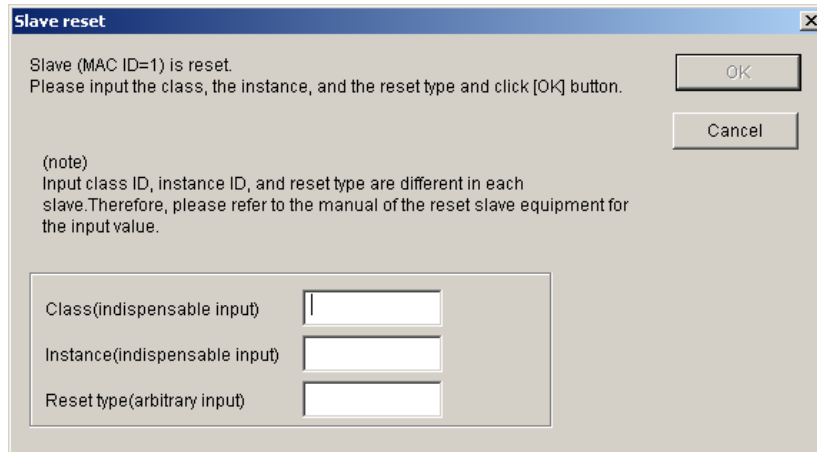 Slave reset
Slave (MAC ID=1) is reset.
Please input the class, the instance, and the reset type and click [OK] button.
OK
Cancel
(note)
Input class ID, instance ID, and reset type are different in each
slave.Therefore, please refer to the manual of the reset slave equipment for
the input value.
Class(indispensable input)
Instance(indispensable input)
Reset type(arbitrary input)